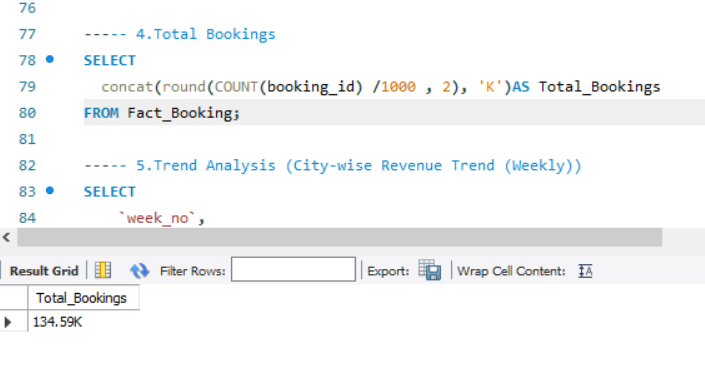 76
77 ----- 4.Total Bookings
78 SELECT
79 concat(round(COUNT(booking_id) /1000 , 2), 'K')AS Total_Bookings
80 FROM Fact_Booking;
81
82 ----- 5.Trend Analysis (City-wise Revenue Trend (Weekly))
83 SELECT
84 `week_no`,
Result Grid Filter Rows: Export: Wrap Cell Content: IA
Total_Bookings
134.59K